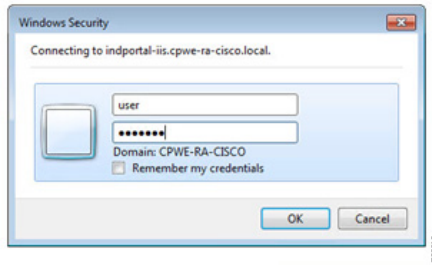 Windows Security
Connecting to indportal-iis.cpwe-ra-cisco.local.
user
•••••••
Domain: CPWE-RA-CISCO
Remember my credentials
OK
Cancel